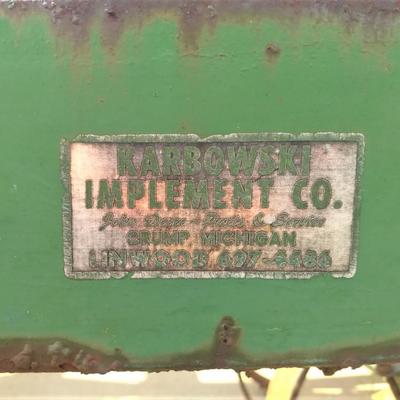 KARBOWSKI
IMPLEMENT CO.
John Deere Parts & Service
CRUMP, MICHIGAN
LINWOOD 697-4486